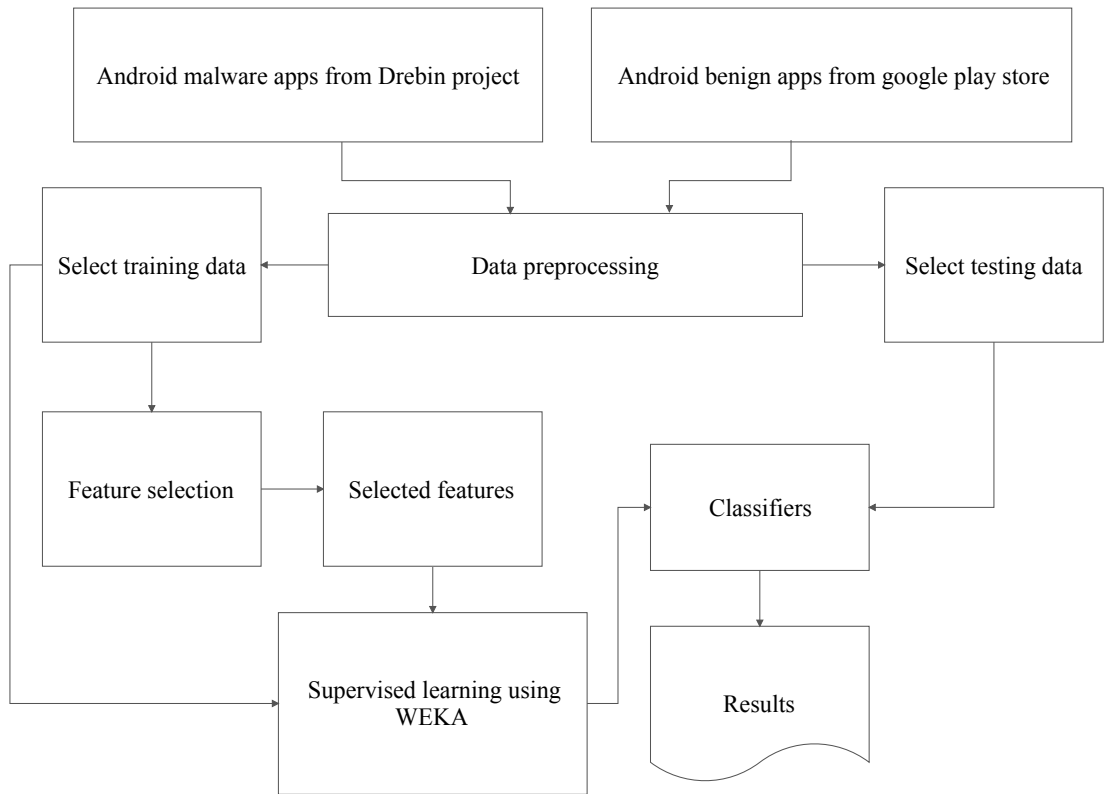 Android malware apps from Drebin project
Android benign apps from google play store
Select training data
Data preprocessing
Select testing data
Feature selection
Selected features
Classifiers
Supervised learning using
WEKA
Results